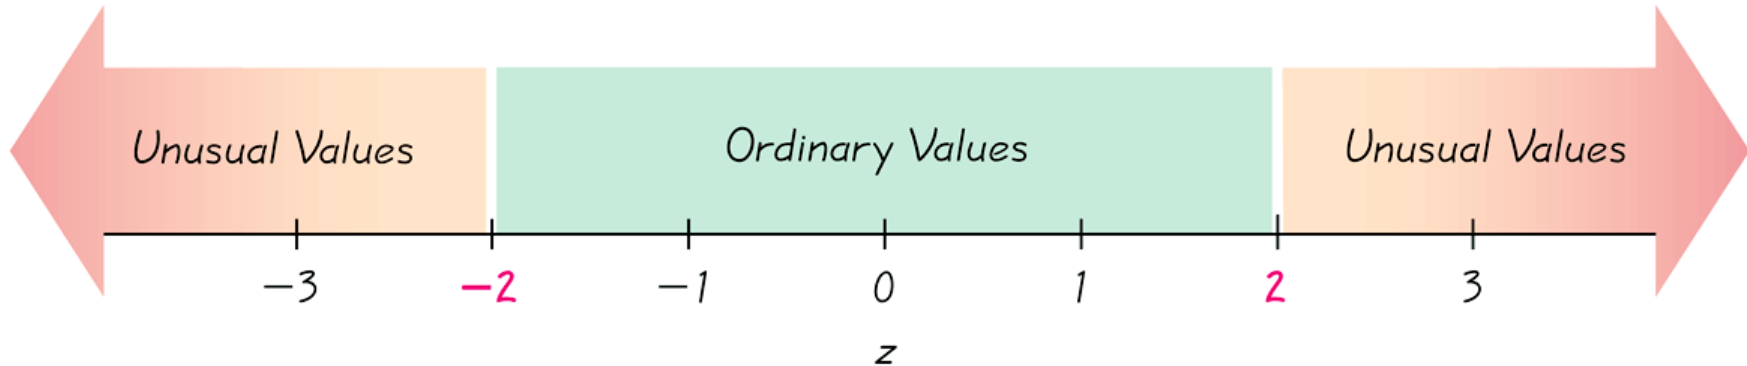 Unusual Values Ordinary Values Unusual Values
−3 −2 −1 0 1 2 3
z